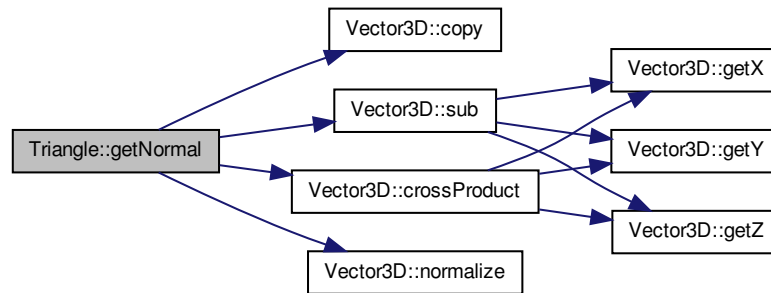 Triangle::getNormal
Vector3D::copy
Vector3D::sub
Vector3D::crossProduct
Vector3D::normalize
Vector3D::getX
Vector3D::getY
Vector3D::getZ